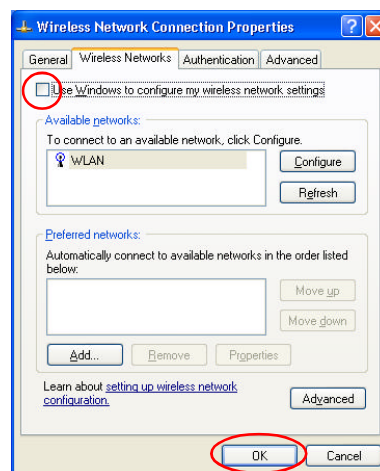 Wireless Network Connection Properties
General Wireless Networks Authentication Advanced
Use Windows to configure my wireless network settings
Available networks:
To connect to an available network, click Configure.
WLAN
Configure
Refresh
Preferred networks:
Automatically connect to available networks in the order listed
below:
Move up
Move down
Add... Remove Properties
Learn about setting up wireless network
configuration.
Advanced
OK Cancel